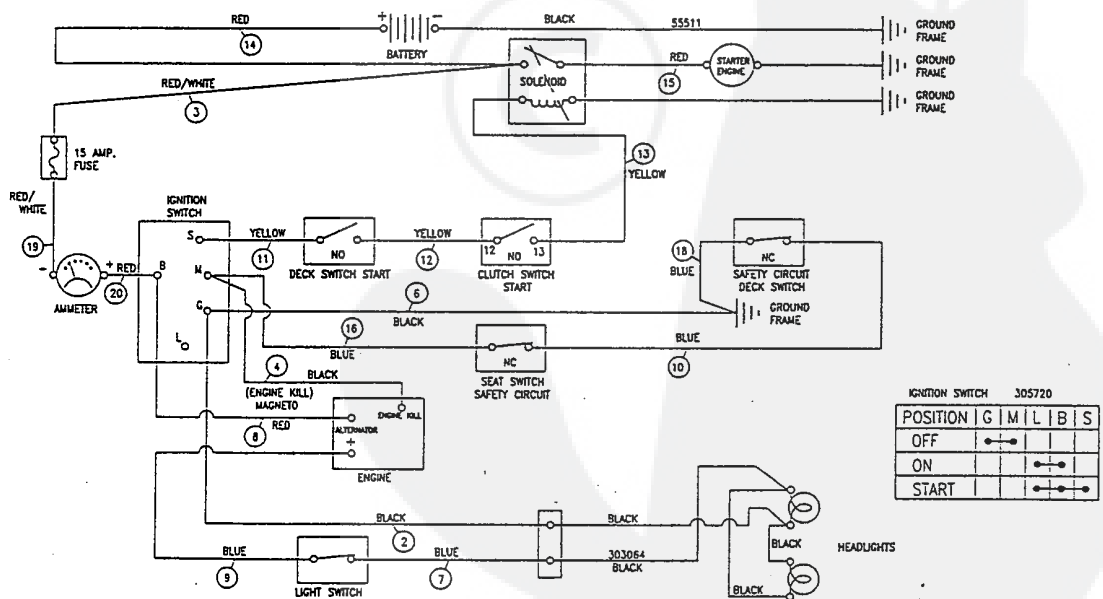 RED
14
+
-
BATTERY
BLACK
55511
GROUND
FRAME
SOLENOID
RED
15
STARTER
ENGINE
GROUND
FRAME
GROUND
FRAME
RED/WHITE
3
15 AMP.
FUSE
13
YELLOW
RED/
WHITE
19
IGNITION
SWITCH
- +
RED
20
AMMETER
S
B
M
G
L
YELLOW
11
NO
DECK SWITCH START
YELLOW
12
12 13
NO
CLUTCH SWITCH
START
18
BLUE
NC
SAFETY CIRCUIT
DECK SWITCH
6
BLACK
GROUND
FRAME
16
BLUE
NC
SEAT SWITCH
SAFETY CIRCUIT
BLUE
10
4
BLACK
(ENGINE KILL)
MAGNETO
ENGINE KILL
RED
8
ALTERNATOR
+
ENGINE
IGNITION SWITCH 305720
POSITION G M L B S
OFF
ON
START
BLACK
2
BLACK
BLUE
9
LIGHT SWITCH
BLUE
7
303064
BLACK
BLACK
HEADLIGHTS
BLACK